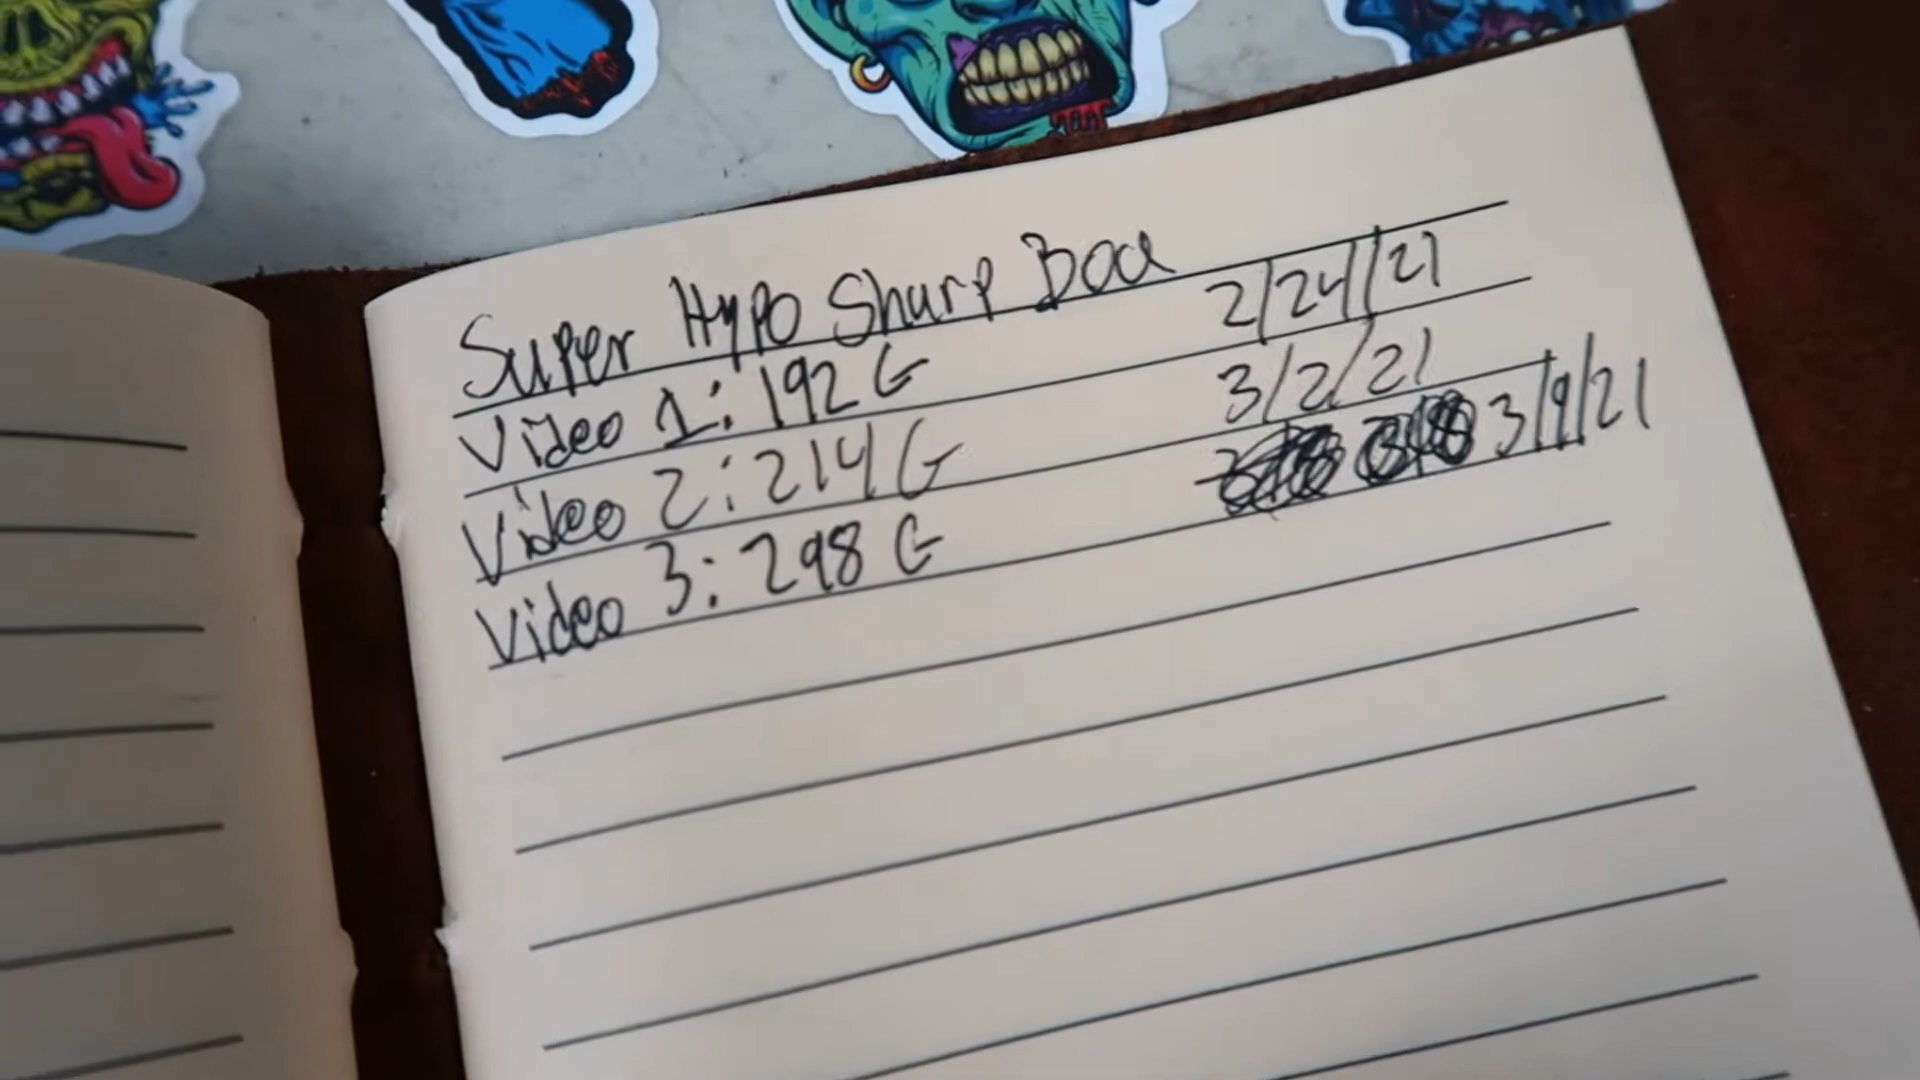 Super Hypo Sharp Boa
Video 1: 192 G 2/24/21
Video 2: 214 G 3/2/21
Video 3: 298 G 3/9/21